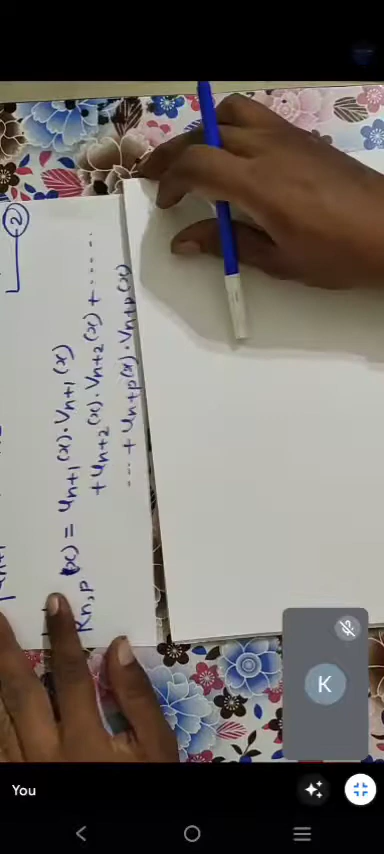 ②
R_{n,p}(x) = u_{n+1}(x) · v_{n+1}(x)
+ u_{n+2}(x) · v_{n+2}(x) + ......
... + u_{n+p}(x) · v_{n+p}(x)
K
You